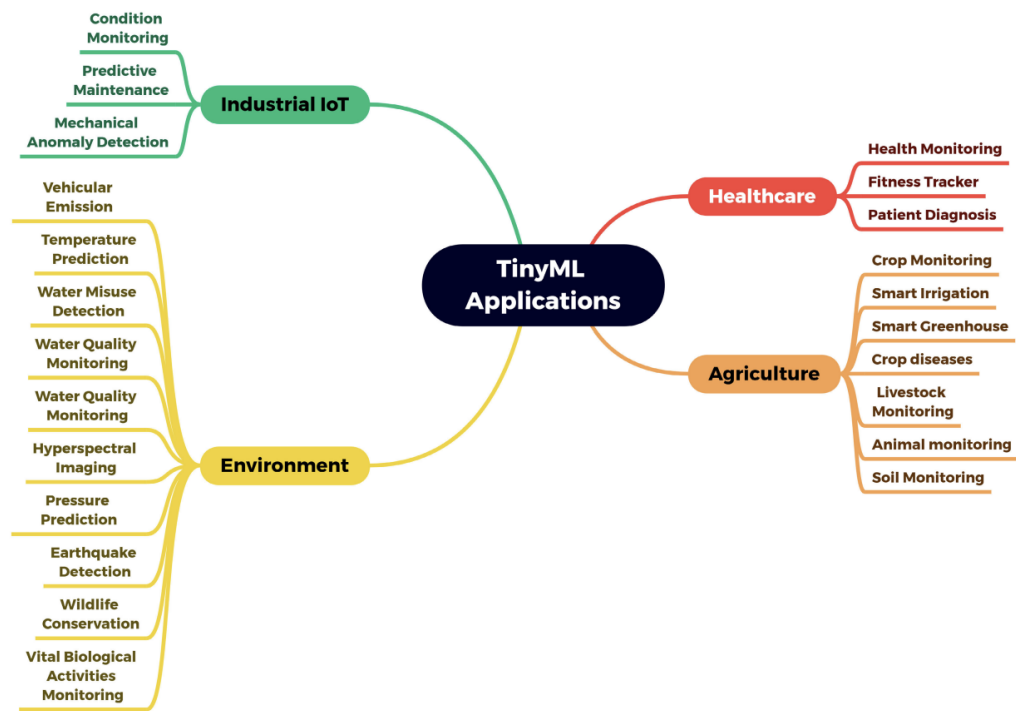 TinyML
Applications
Industrial IoT
Condition
Monitoring
Predictive
Maintenance
Mechanical
Anomaly Detection
Environment
Vehicular
Emission
Temperature
Prediction
Water Misuse
Detection
Water Quality
Monitoring
Water Quality
Monitoring
Hyperspectral
Imaging
Pressure
Prediction
Earthquake
Detection
Wildlife
Conservation
Vital Biological
Activities
Monitoring
Healthcare
Health Monitoring
Fitness Tracker
Patient Diagnosis
Agriculture
Crop Monitoring
Smart Irrigation
Smart Greenhouse
Crop diseases
Livestock
Monitoring
Animal monitoring
Soil Monitoring